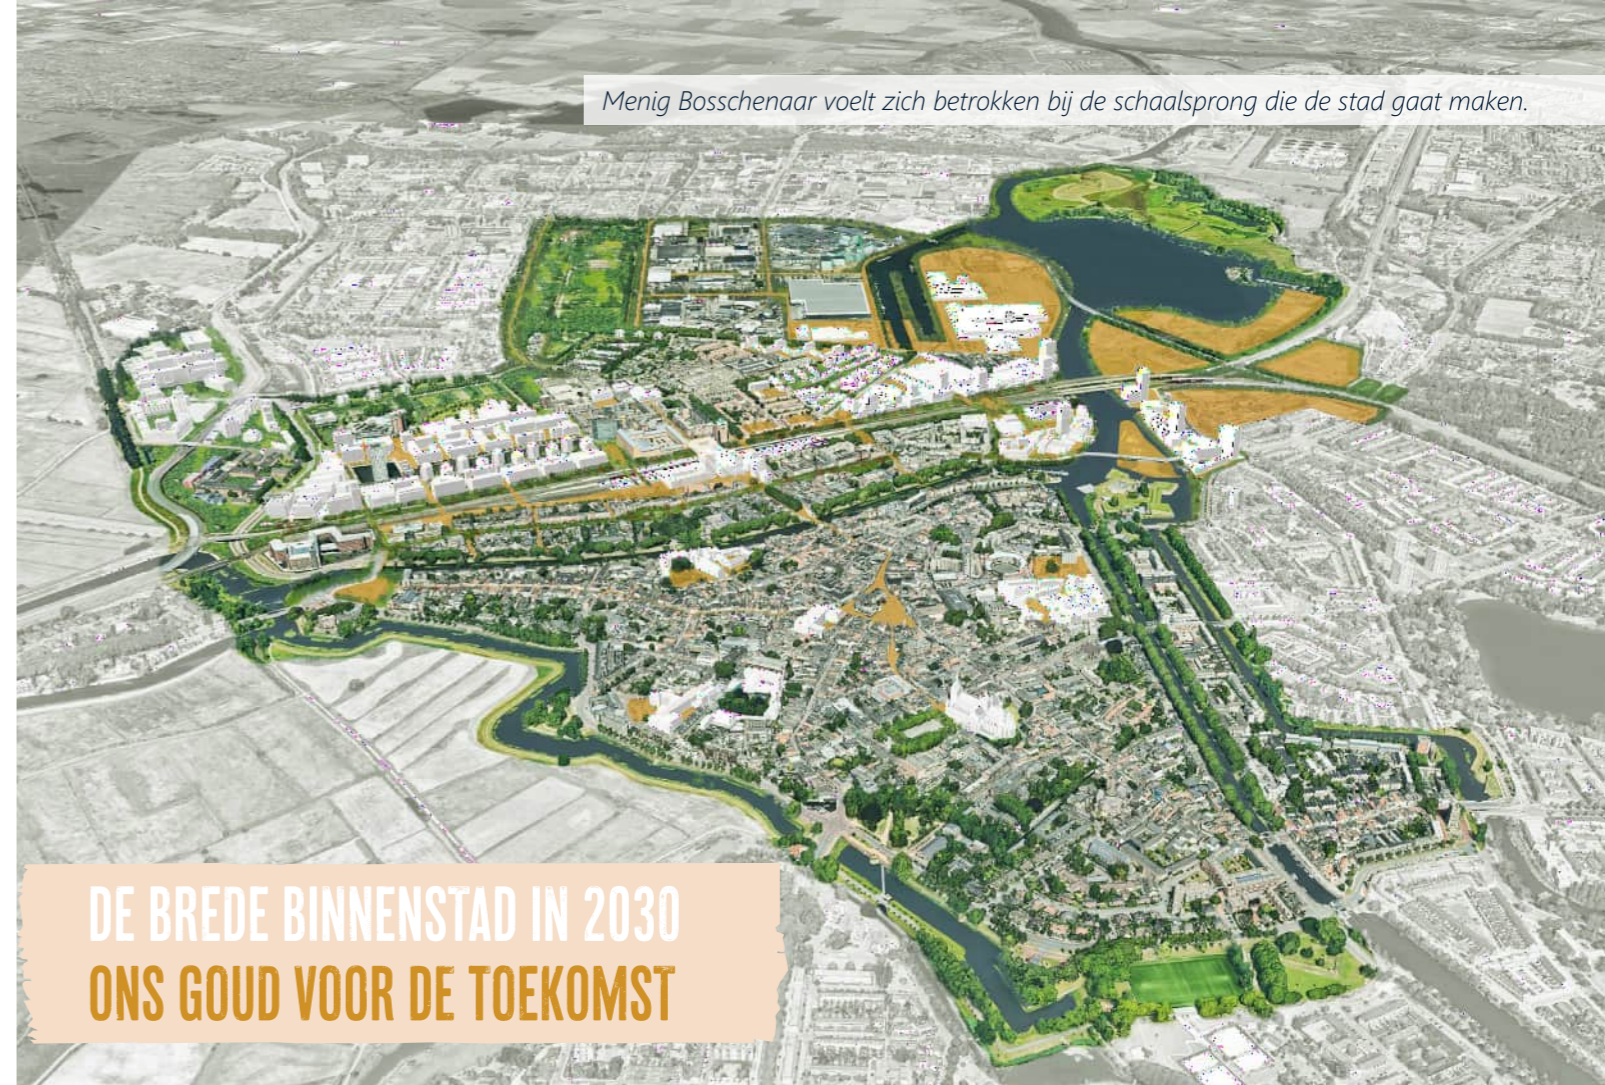 Menig Bosschenaar voelt zich betrokken bij de schaalsprong die de stad gaat maken.
DE BREDE BINNENSTAD IN 2030
ONS GOUD VOOR DE TOEKOMST